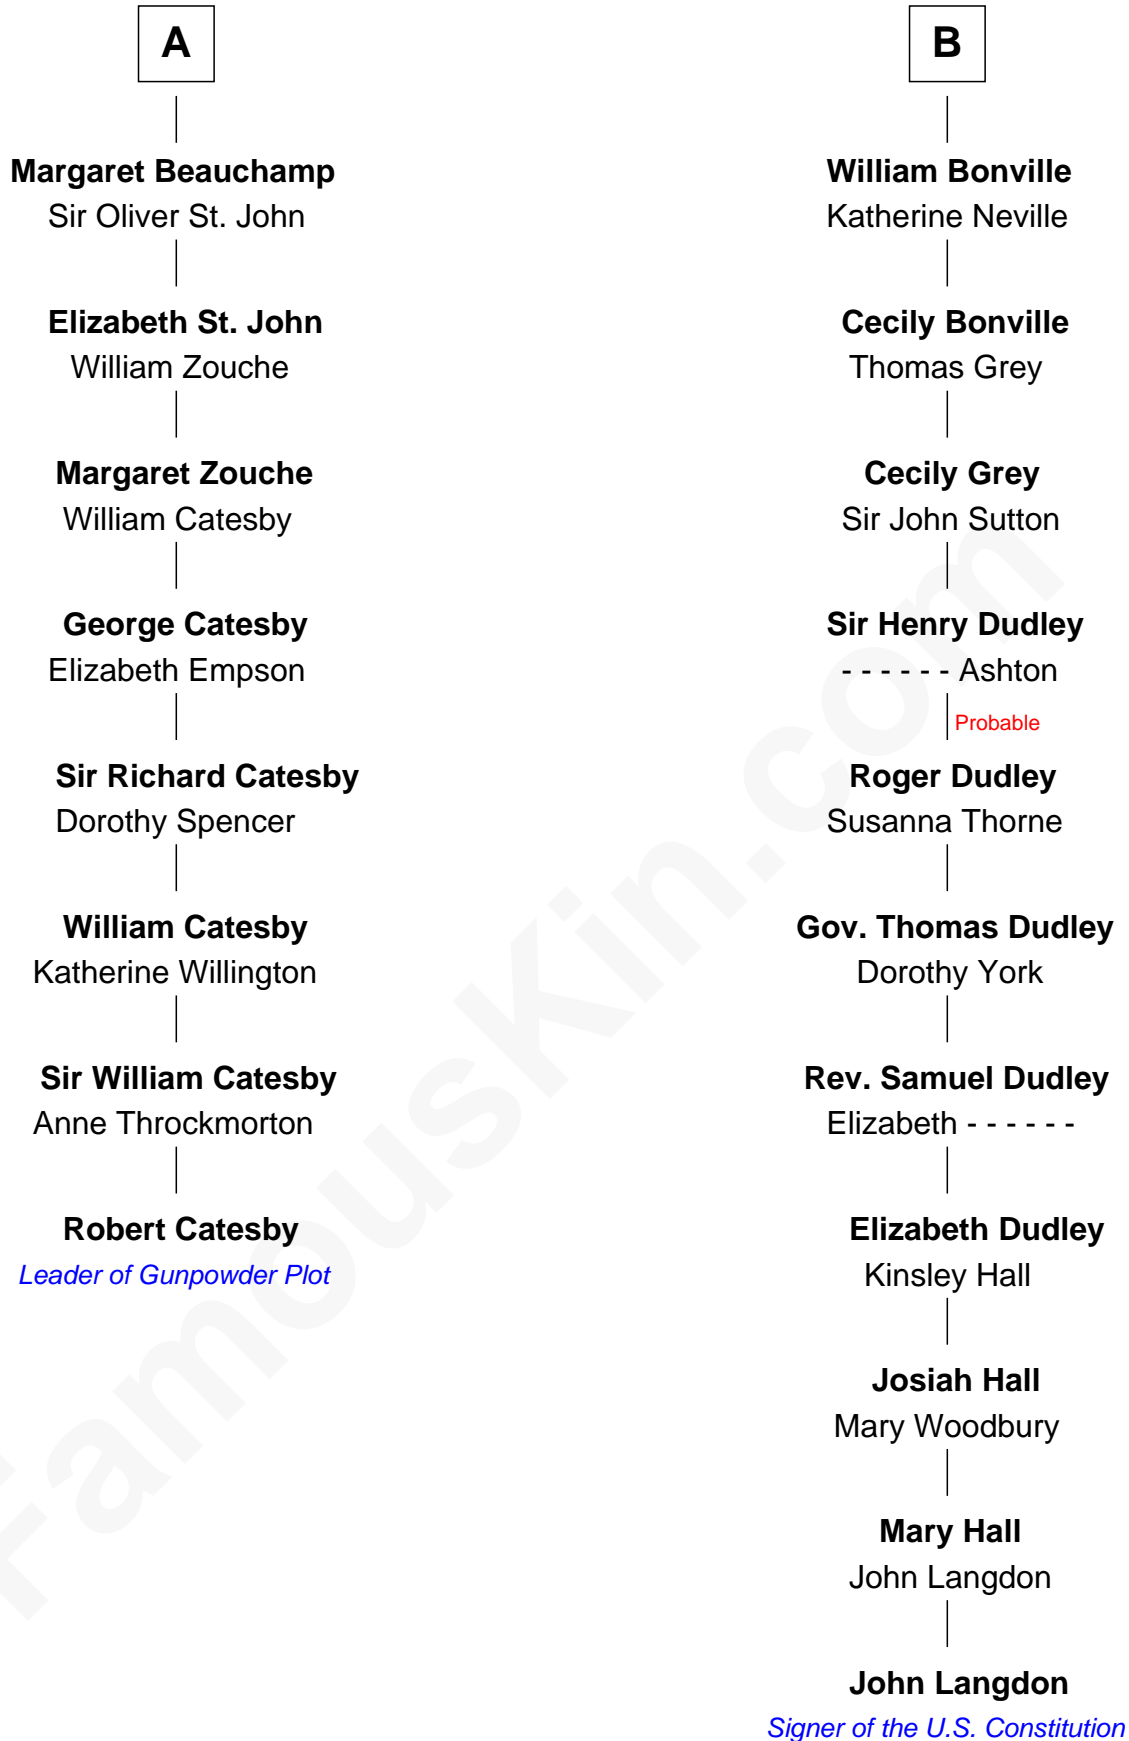 A
Margaret Beauchamp
Sir Oliver St. John
Elizabeth St. John
William Zouche
Margaret Zouche
William Catesby
George Catesby
Elizabeth Empson
Sir Richard Catesby
Dorothy Spencer
William Catesby
Katherine Willington
Sir William Catesby
Anne Throckmorton
Robert Catesby
Leader of Gunpowder Plot
B
William Bonville
Katherine Neville
Cecily Bonville
Thomas Grey
Cecily Grey
Sir John Sutton
Sir Henry Dudley
- - - - - - Ashton
Probable
Roger Dudley
Susanna Thorne
Gov. Thomas Dudley
Dorothy York
Rev. Samuel Dudley
Elizabeth - - - - - -
Elizabeth Dudley
Kinsley Hall
Josiah Hall
Mary Woodbury
Mary Hall
John Langdon
John Langdon
Signer of the U.S. Constitution
FamousKin.com